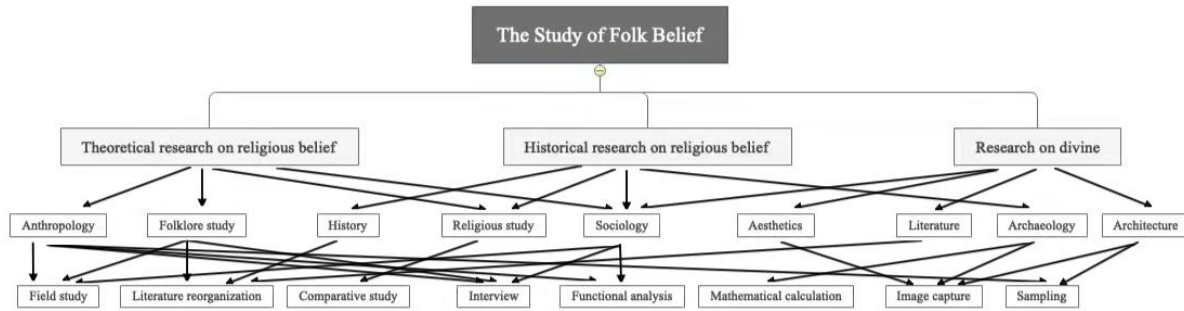 The Study of Folk Belief
Theoretical research on religious belief
Historical research on religious belief
Research on divine
Anthropology
Folklore study
History
Religious study
Sociology
Aesthetics
Literature
Archaeology
Architecture
Field study
Literature reorganization
Comparative study
Interview
Functional analysis
Mathematical calculation
Image capture
Sampling